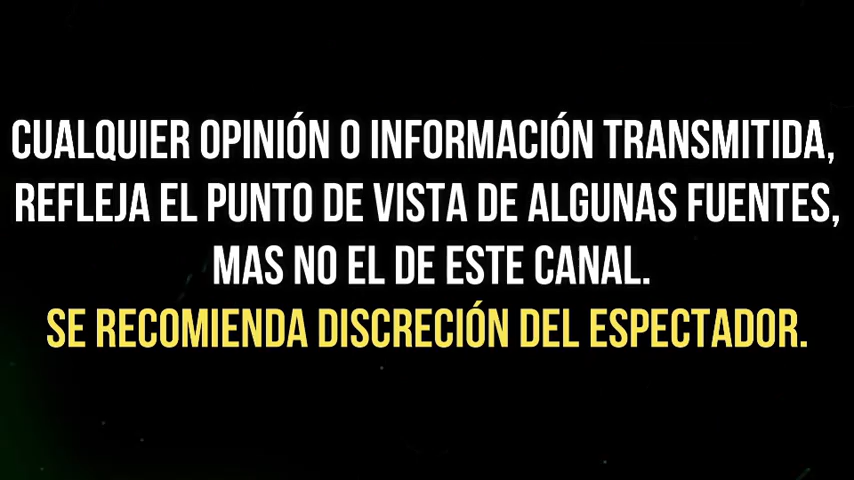 CUALQUIER OPINIÓN O INFORMACIÓN TRANSMITIDA,
REFLEJA EL PUNTO DE VISTA DE ALGUNAS FUENTES,
MAS NO EL DE ESTE CANAL.
SE RECOMIENDA DISCRECIÓN DEL ESPECTADOR.